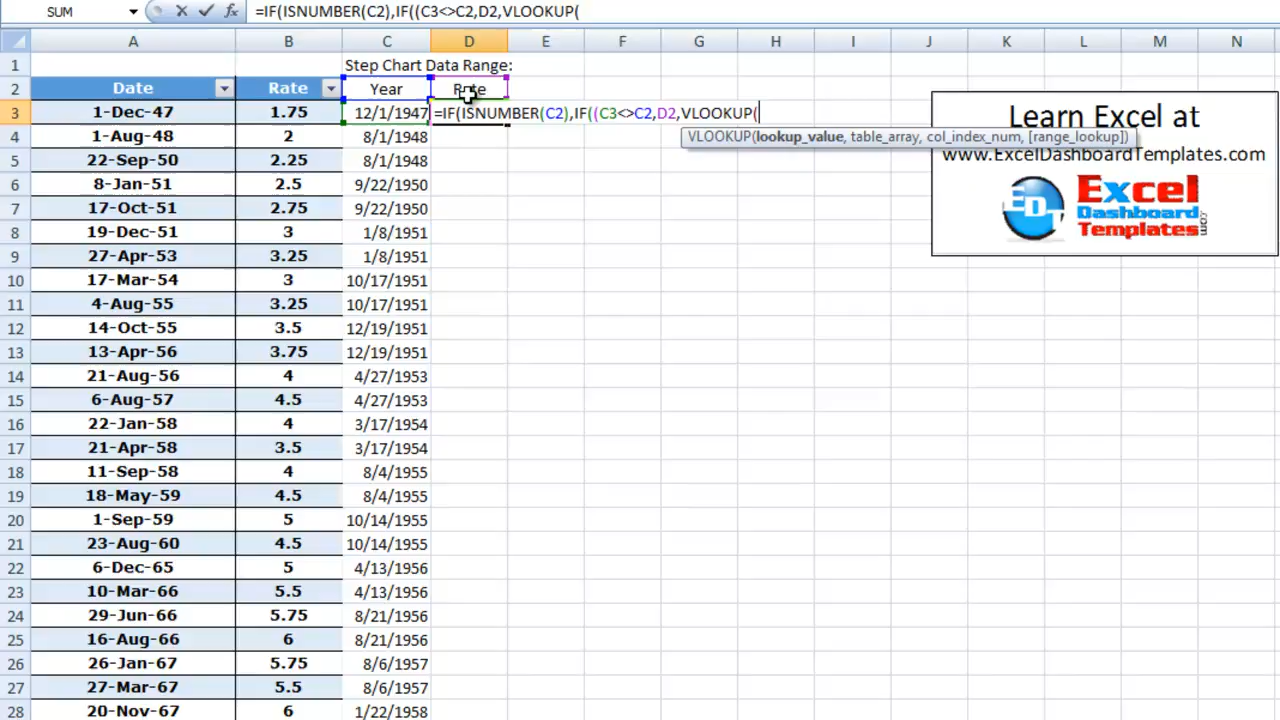 SUM =IF(ISNUMBER(C2),IF((C3<>C2,D2,VLOOKUP(
A B C D E F G H I J K L M N
1 Step Chart Data Range:
2 Date Rate Year Rate
3 1-Dec-47 1.75 12/1/1947 =IF(ISNUMBER(C2),IF((C3<>C2,D2,VLOOKUP(
VLOOKUP(lookup_value, table_array, col_index_num, [range_lookup])
Learn Excel at
www.ExcelDashboardTemplates.com
EDT Excel
Dashboard
Templates.com
4 1-Aug-48 2 8/1/1948
5 22-Sep-50 2.25 8/1/1948
6 8-Jan-51 2.5 9/22/1950
7 17-Oct-51 2.75 9/22/1950
8 19-Dec-51 3 1/8/1951
9 27-Apr-53 3.25 1/8/1951
10 17-Mar-54 3 10/17/1951
11 4-Aug-55 3.25 10/17/1951
12 14-Oct-55 3.5 12/19/1951
13 13-Apr-56 3.75 12/19/1951
14 21-Aug-56 4 4/27/1953
15 6-Aug-57 4.5 4/27/1953
16 22-Jan-58 4 3/17/1954
17 21-Apr-58 3.5 3/17/1954
18 11-Sep-58 4 8/4/1955
19 18-May-59 4.5 8/4/1955
20 1-Sep-59 5 10/14/1955
21 23-Aug-60 4.5 10/14/1955
22 6-Dec-65 5 4/13/1956
23 10-Mar-66 5.5 4/13/1956
24 29-Jun-66 5.75 8/21/1956
25 16-Aug-66 6 8/21/1956
26 26-Jan-67 5.75 8/6/1957
27 27-Mar-67 5.5 8/6/1957
28 20-Nov-67 6 1/22/1958